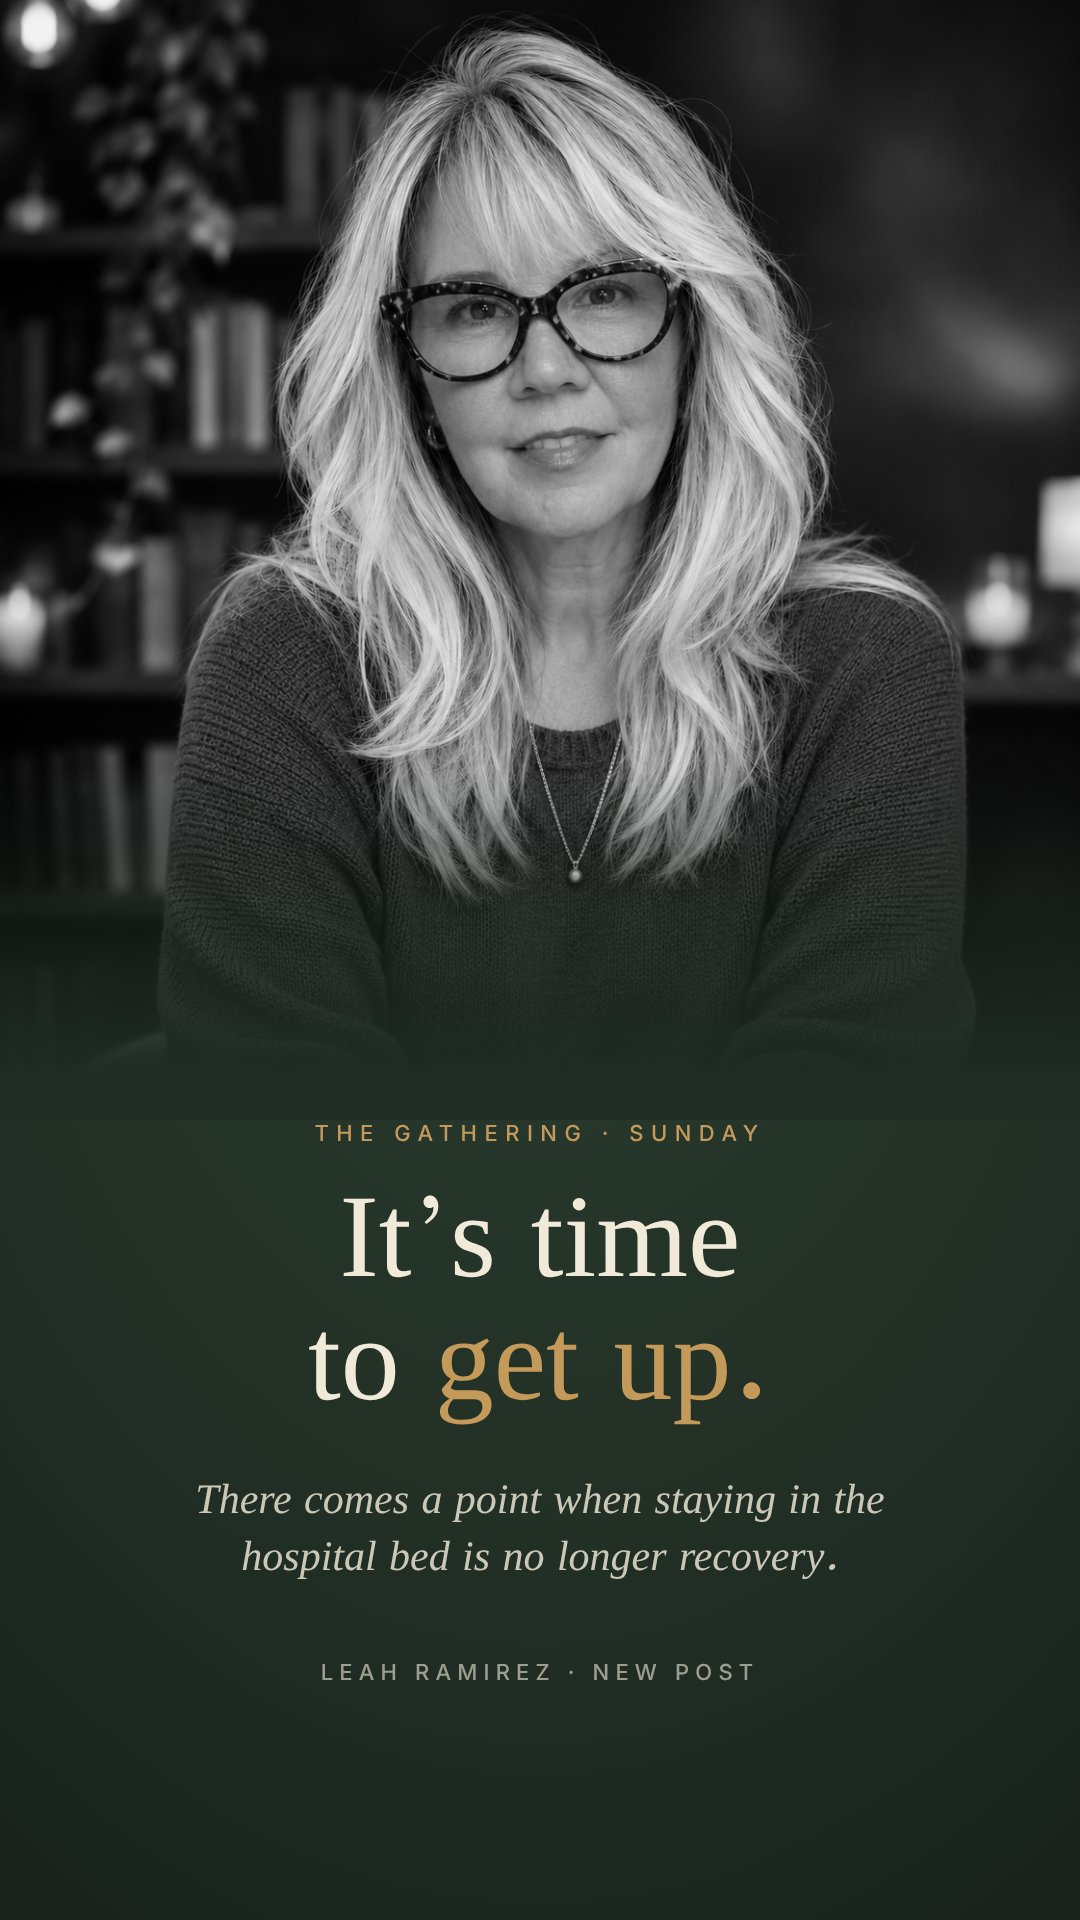 THE GATHERING · SUNDAY
It’s time
to get up.
There comes a point when staying in the
hospital bed is no longer recovery.
LEAH RAMIREZ · NEW POST